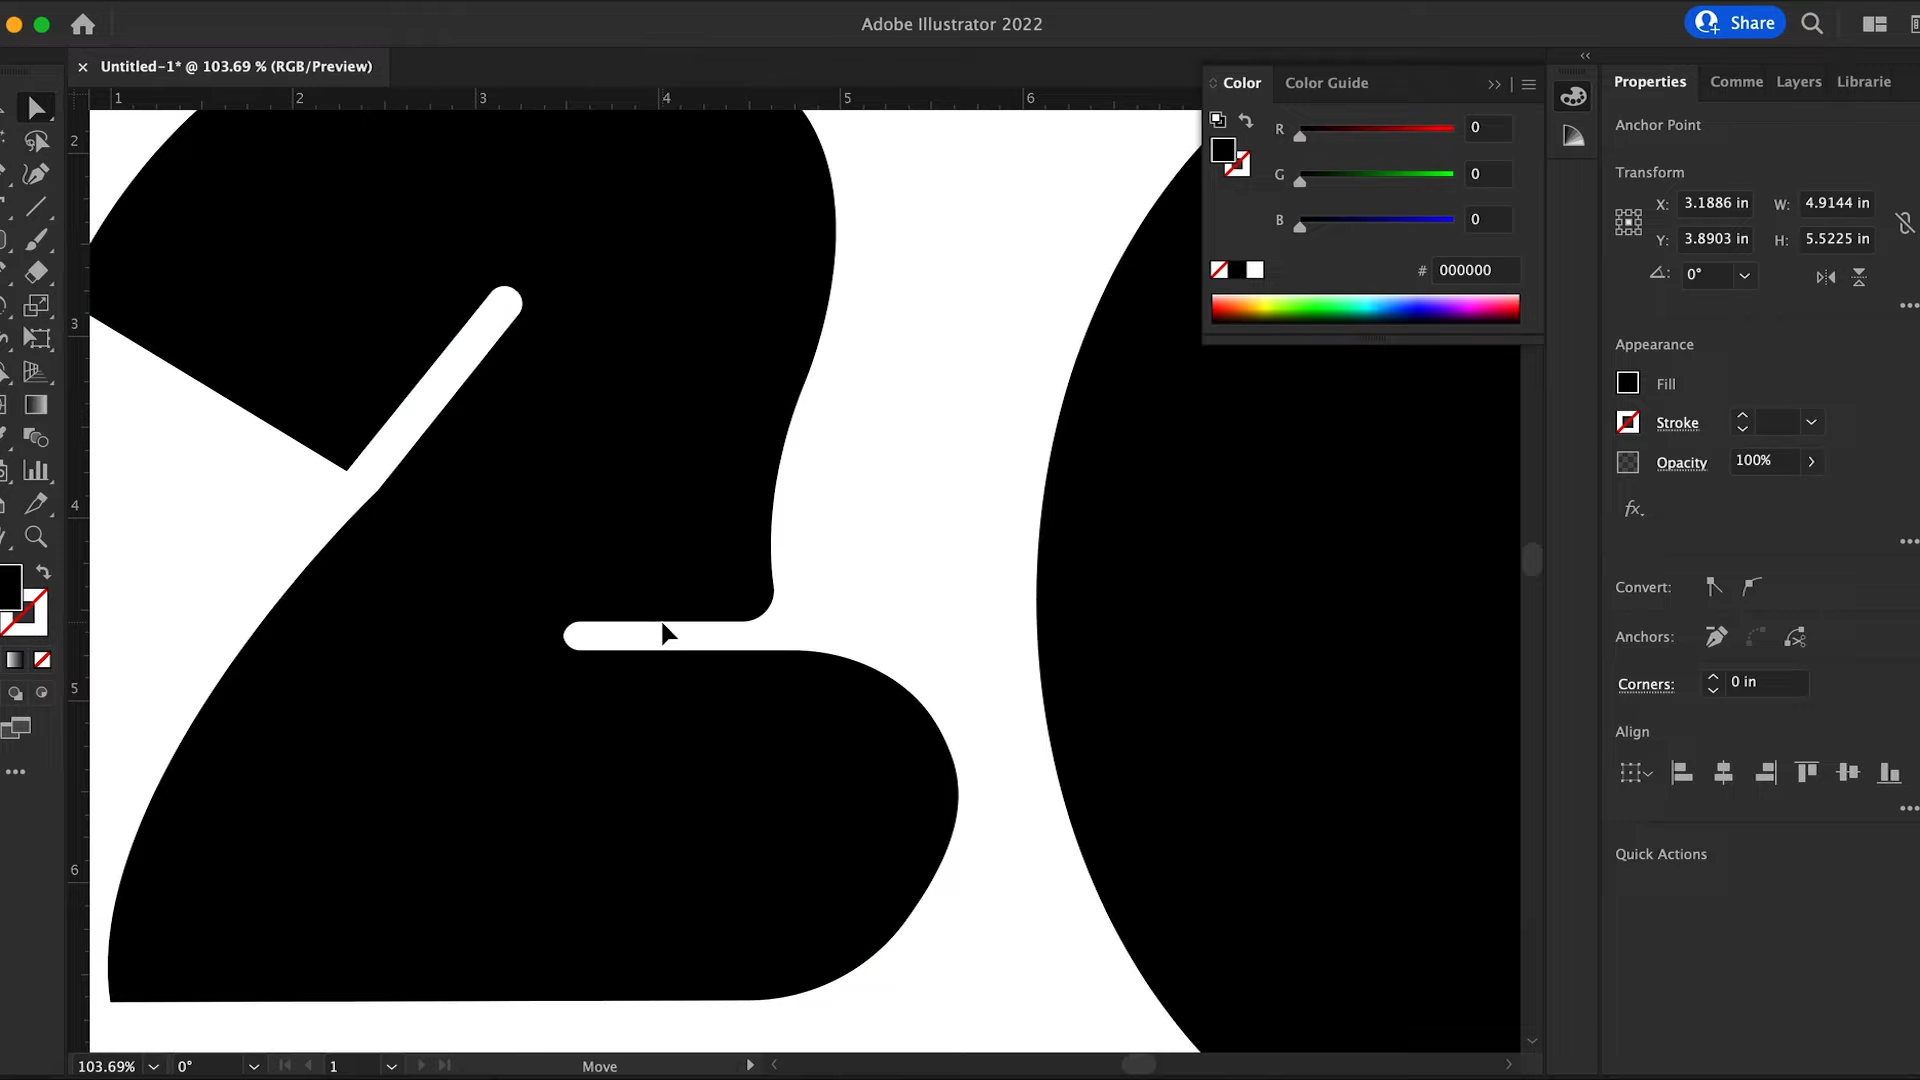 Adobe Illustrator 2022
Share
Untitled-1* @ 103.69 % (RGB/Preview)
1 2 3 4 5 6
2
3
4
5
6
Color Color Guide
R 0
G 0
B 0
# 000000
Properties Comme Layers Librarie
Anchor Point
Transform
X: 3.1886 in W: 4.9144 in
Y: 3.8903 in H: 5.5225 in
0°
Appearance
Fill
Stroke
Opacity 100%
fx.
Convert:
Anchors:
Corners: 0 in
Align
Quick Actions
103.69% 0° 1 Move